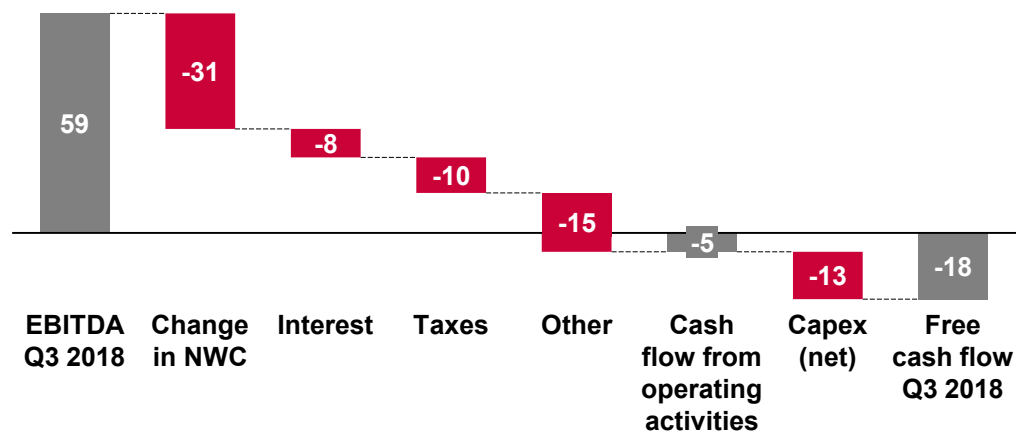 59
-31
-8
-10
-15
-5
-13
-18
EBITDA
Q3 2018
Change
in NWC
Interest
Taxes
Other
Cash
flow from
operating
activities
Capex
(net)
Free
cash flow
Q3 2018